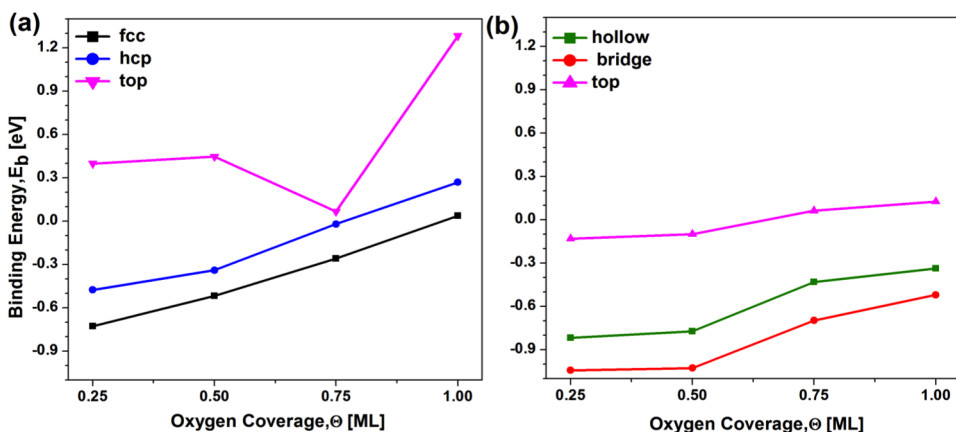 (a)
fcc
hcp
top
1.2
0.9
0.6
0.3
0.0
-0.3
-0.6
-0.9
Binding Energy,E_b [eV]
0.25 0.50 0.75 1.00
Oxygen Coverage,Θ [ML]
(b)
hollow
bridge
top
1.2
0.9
0.6
0.3
0.0
-0.3
-0.6
-0.9
0.25 0.50 0.75 1.00
Oxygen Coverage,Θ [ML]